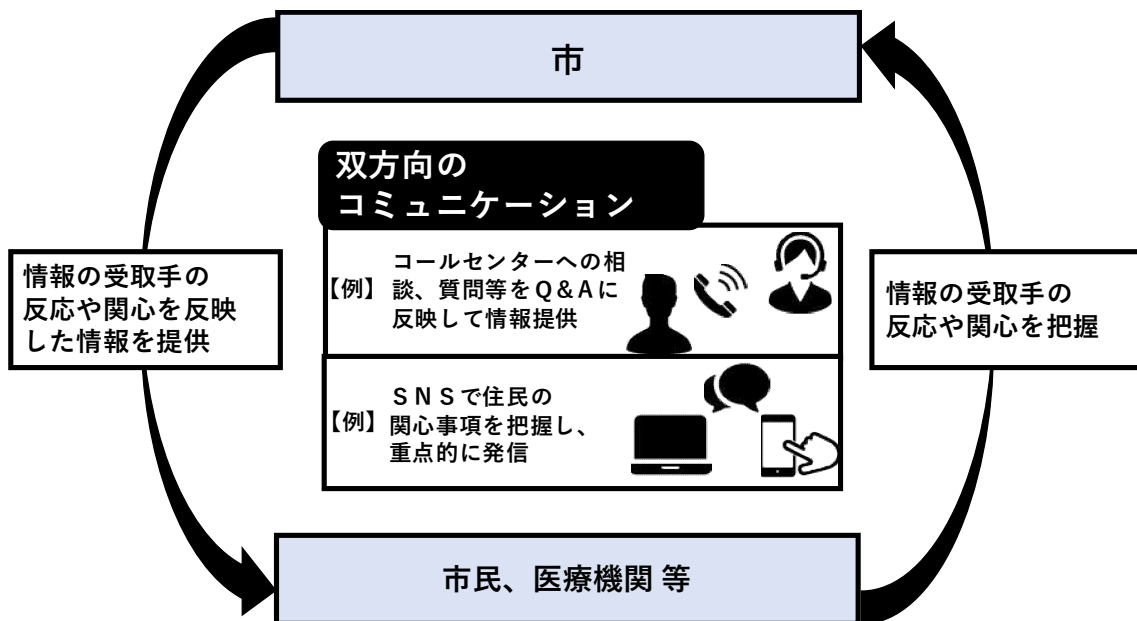 市
双方向の
コミュニケーション
情報の受取手の
反応や関心を反映
した情報を提供
【例】
コールセンターへの相
談、質問等をQ&Aに
反映して情報提供
【例】
ＳＮＳで住民の
関心事項を把握し、
重点的に発信
情報の受取手の
反応や関心を把握
市民、医療機関 等